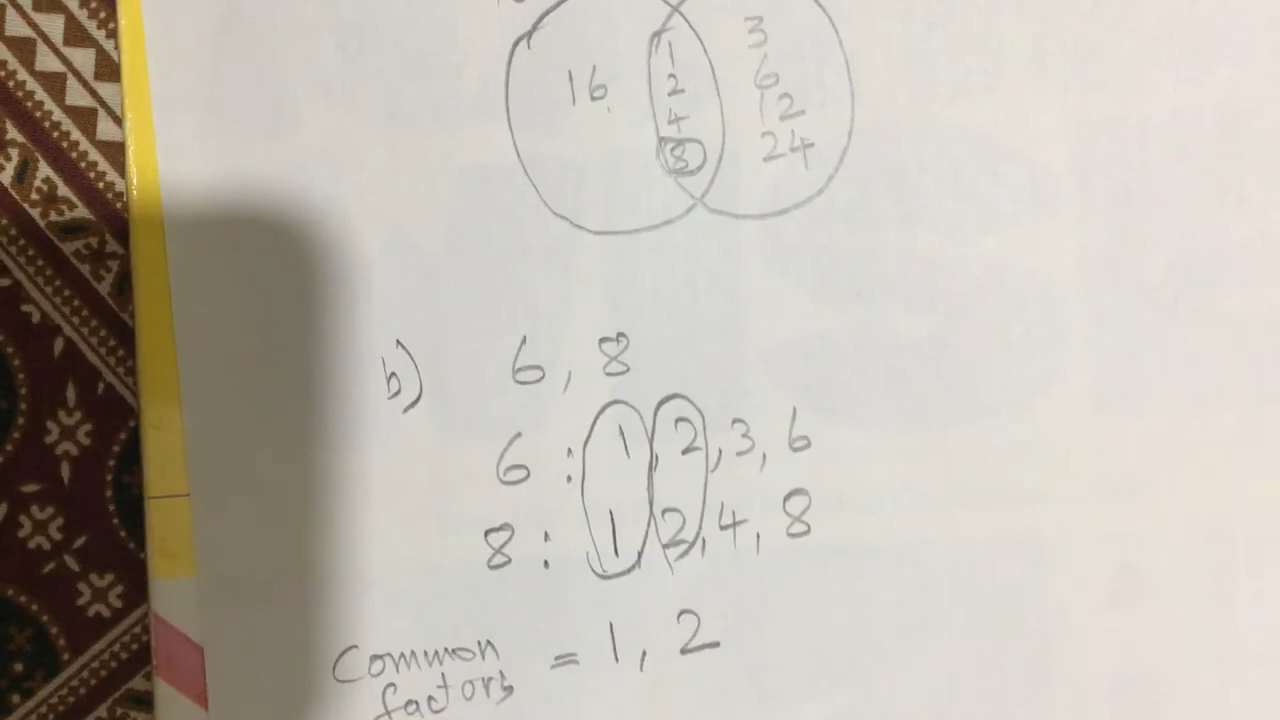 16
1
2
4
8
3
6
12
24
b) 6, 8
6 : 1, 2, 3, 6
8 : 1, 2, 4, 8
Common
factors = 1, 2